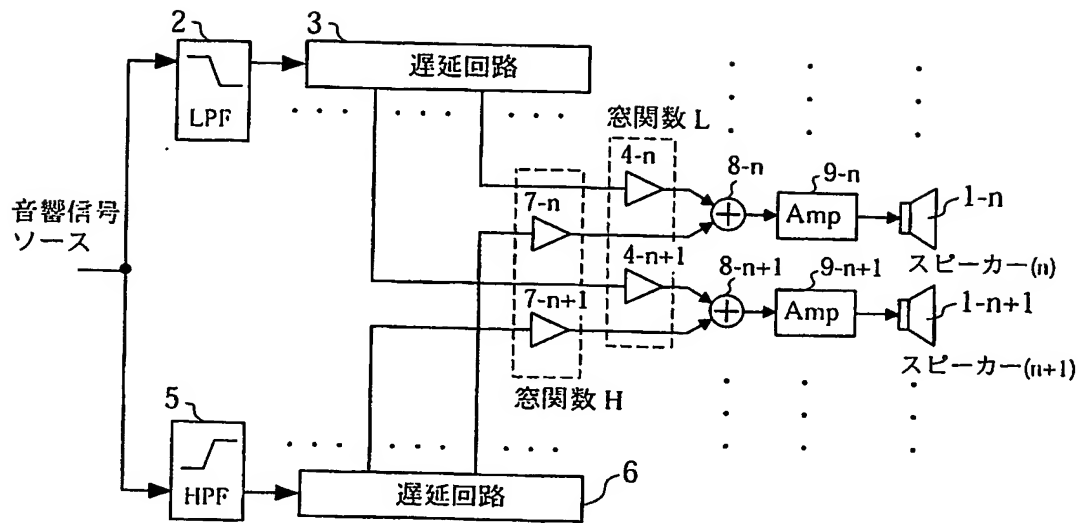 2
3
遅延回路
LPF
窓関数 L
4-n
8-n
9-n
7-n
Amp
1-n
音響信号
ソース
スピーカー(n)
4-n+1
8-n+1
9-n+1
7-n+1
Amp
1-n+1
スピーカー(n+1)
窓関数 H
5
HPF
遅延回路
6